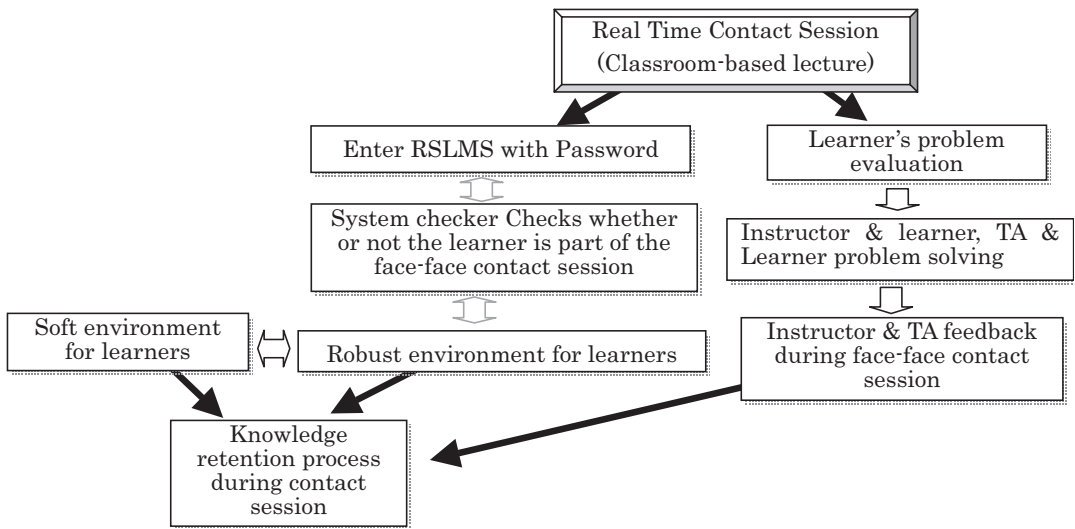 Real Time Contact Session
(Classroom-based lecture)
Enter RSLMS with Password
Learner's problem
evaluation
System checker Checks whether
or not the learner is part of the
face-face contact session
Instructor & learner, TA &
Learner problem solving
Soft environment
for learners
Robust environment for learners
Instructor & TA feedback
during face-face contact
session
Knowledge
retention process
during contact
session